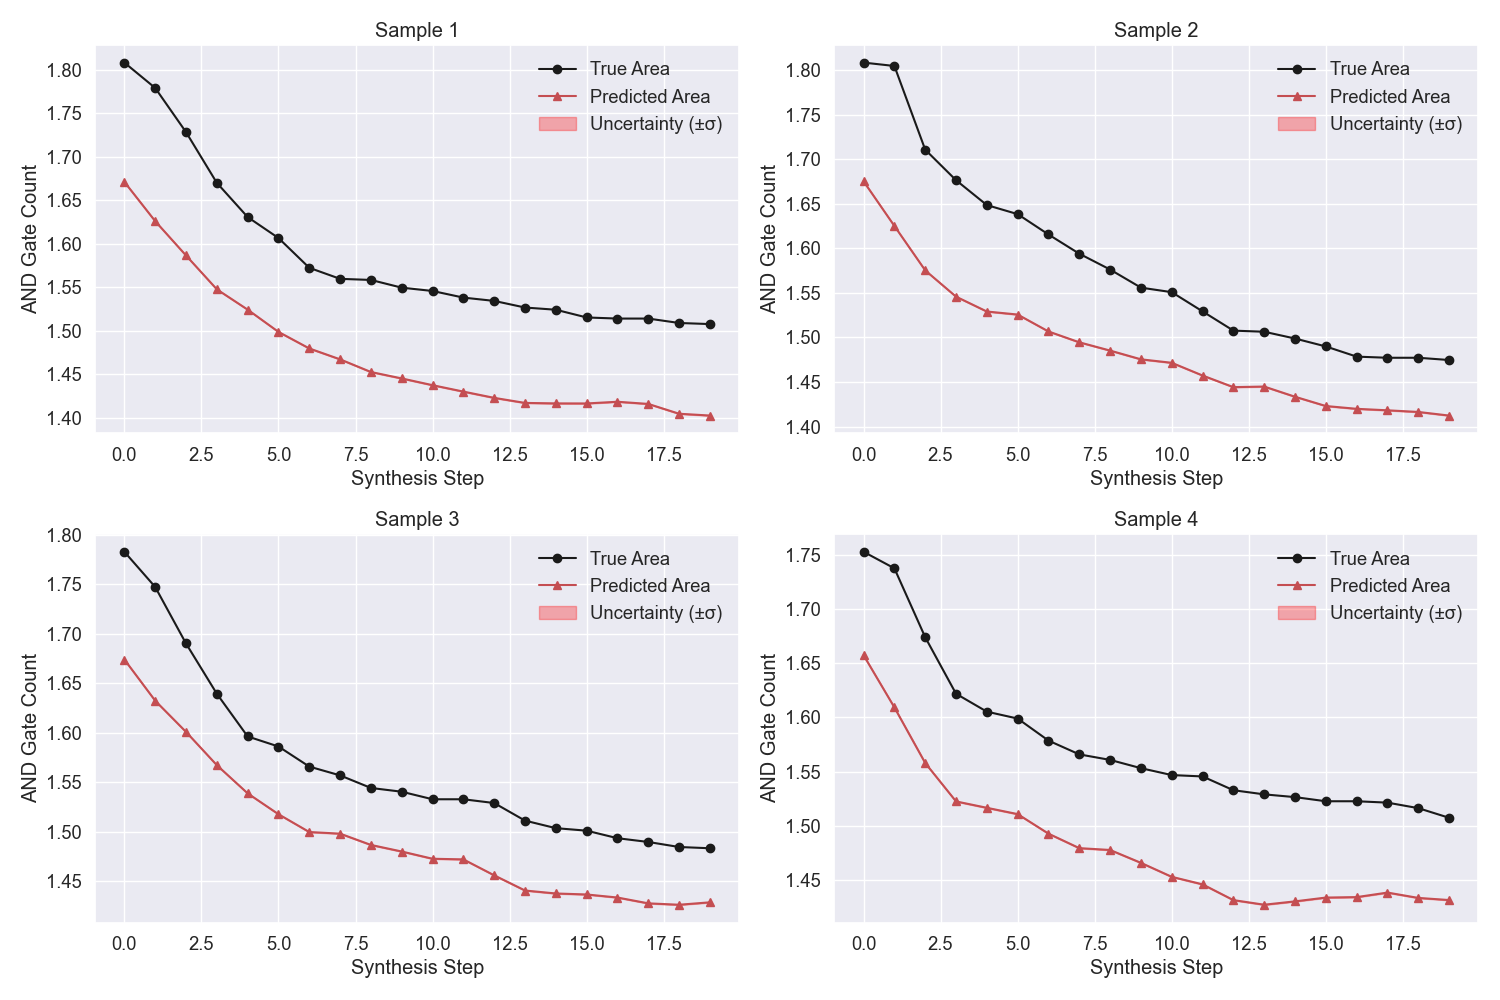 Sample 1
True Area
Predicted Area
Uncertainty (±σ)
AND Gate Count
1.80
1.75
1.70
1.65
1.60
1.55
1.50
1.45
1.40
0.0 2.5 5.0 7.5 10.0 12.5 15.0 17.5
Synthesis Step
Sample 2
True Area
Predicted Area
Uncertainty (±σ)
AND Gate Count
1.80
1.75
1.70
1.65
1.60
1.55
1.50
1.45
1.40
0.0 2.5 5.0 7.5 10.0 12.5 15.0 17.5
Synthesis Step
Sample 3
True Area
Predicted Area
Uncertainty (±σ)
AND Gate Count
1.80
1.75
1.70
1.65
1.60
1.55
1.50
1.45
0.0 2.5 5.0 7.5 10.0 12.5 15.0 17.5
Synthesis Step
Sample 4
True Area
Predicted Area
Uncertainty (±σ)
AND Gate Count
1.75
1.70
1.65
1.60
1.55
1.50
1.45
0.0 2.5 5.0 7.5 10.0 12.5 15.0 17.5
Synthesis Step